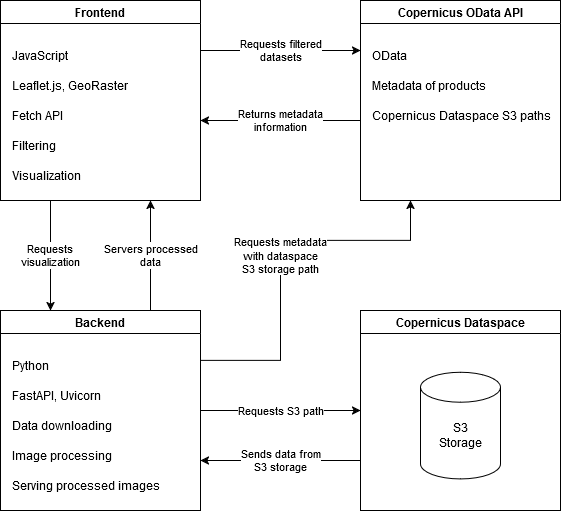 Frontend
JavaScript
Leaflet.js, GeoRaster
Fetch API
Filtering
Visualization
Requests filtered
datasets
Returns metadata
information
Copernicus OData API
OData
Metadata of products
Copernicus Dataspace S3 paths
Requests
visualization
Servers processed
data
Requests metadata
with dataspace
S3 storage path
Backend
Python
FastAPI, Uvicorn
Data downloading
Image processing
Serving processed images
Requests S3 path
Sends data from
S3 storage
Copernicus Dataspace
S3
Storage